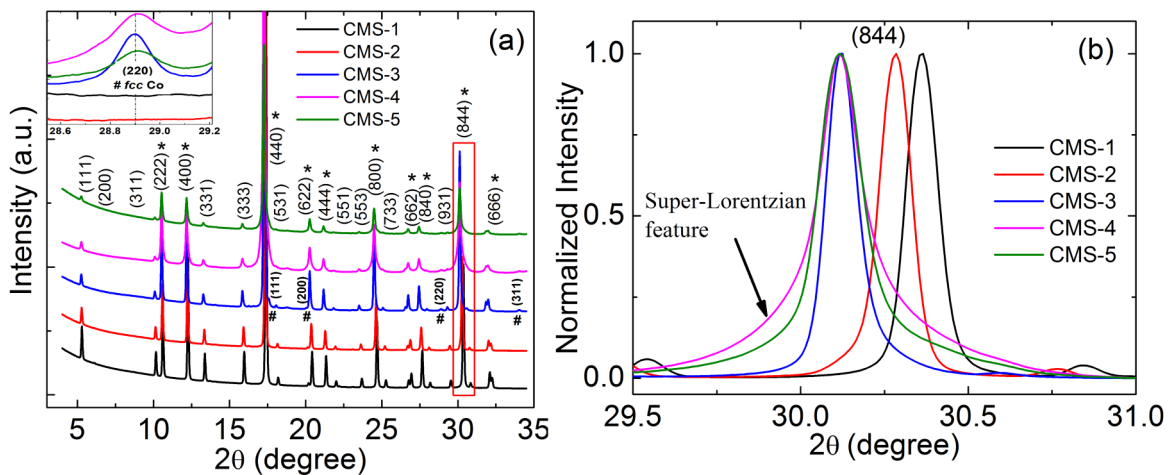 (a)
CMS-1
CMS-2
CMS-3
CMS-4
CMS-5
(220)
# fcc Co
28.6 28.8 29.0 29.2
Intensity (a.u.)
(111)
(200)
(311)
(222) *
(400) *
(331)
(333)
(440) *
(531)
(622) *
(444) *
(551)
(553)
(800) *
(733)
(662) *
(840) *
(931)
(844) *
(666) *
(111)
#
(200)
#
(220)
#
(311)
#
5 10 15 20 25 30 35
2θ (degree)
(b)
(844)
CMS-1
CMS-2
CMS-3
CMS-4
CMS-5
Super-Lorentzian
feature
Normalized Intensity
1.0
0.5
0.0
29.5 30.0 30.5 31.0
2θ (degree)